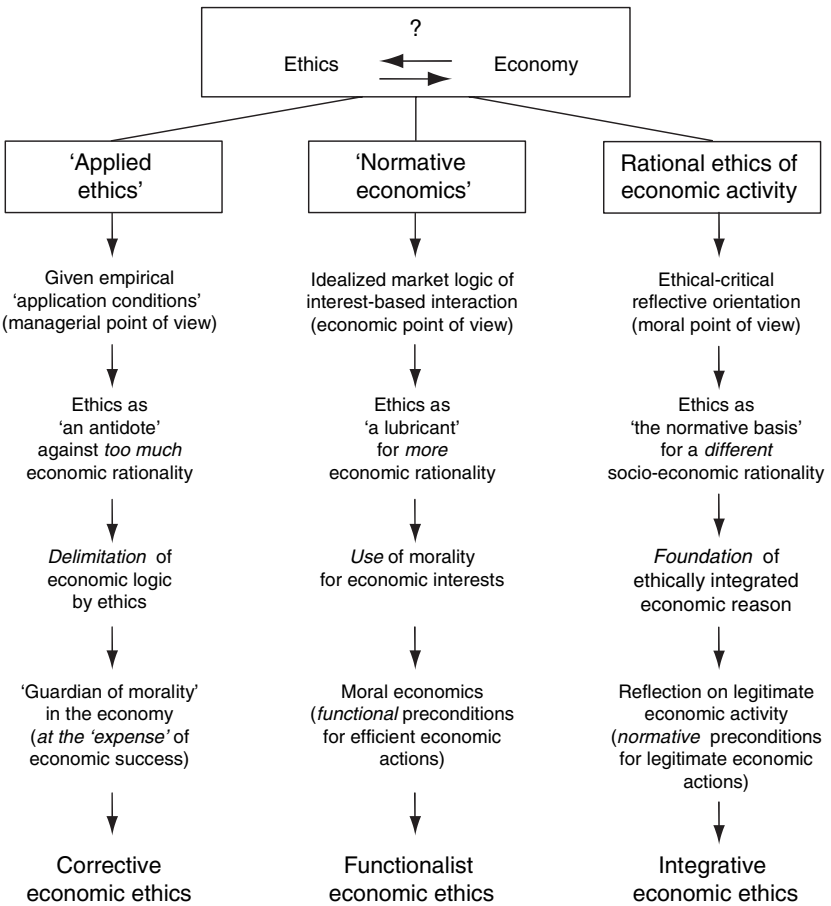 ?
Ethics
Economy
'Applied
ethics'
Given empirical
'application conditions'
(managerial point of view)
Ethics as
'an antidote'
against too much
economic rationality
Delimitation of
economic logic
by ethics
'Guardian of morality'
in the economy
(at the 'expense' of
economic success)
Corrective
economic ethics
'Normative
economics'
Idealized market logic of
interest-based interaction
(economic point of view)
Ethics as
'a lubricant'
for more
economic rationality
Use of morality
for economic interests
Moral economics
(functional preconditions
for efficient economic
actions)
Functionalist
economic ethics
Rational ethics of
economic activity
Ethical-critical
reflective orientation
(moral point of view)
Ethics as
'the normative basis'
for a different
socio-economic rationality
Foundation of
ethically integrated
economic reason
Reflection on legitimate
economic activity
(normative preconditions
for legitimate economic
actions)
Integrative
economic ethics